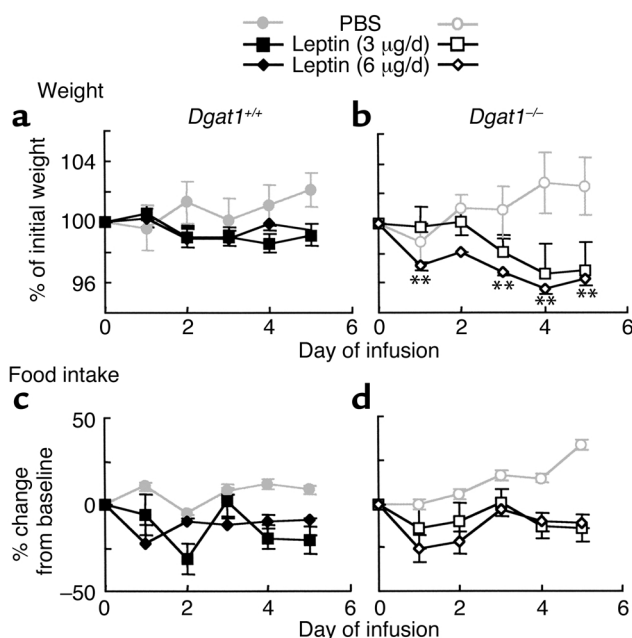 PBS
Leptin (3 μg/d)
Leptin (6 μg/d)
Weight
a
Dgat1+/+
b
Dgat1–/–
% of initial weight
104
100
96
0 2 4 6
0 2 4 6
** ** ** **
Day of infusion
Food intake
c
d
% change
from baseline
50
0
–50
0 2 4 6
0 2 4 6
Day of infusion